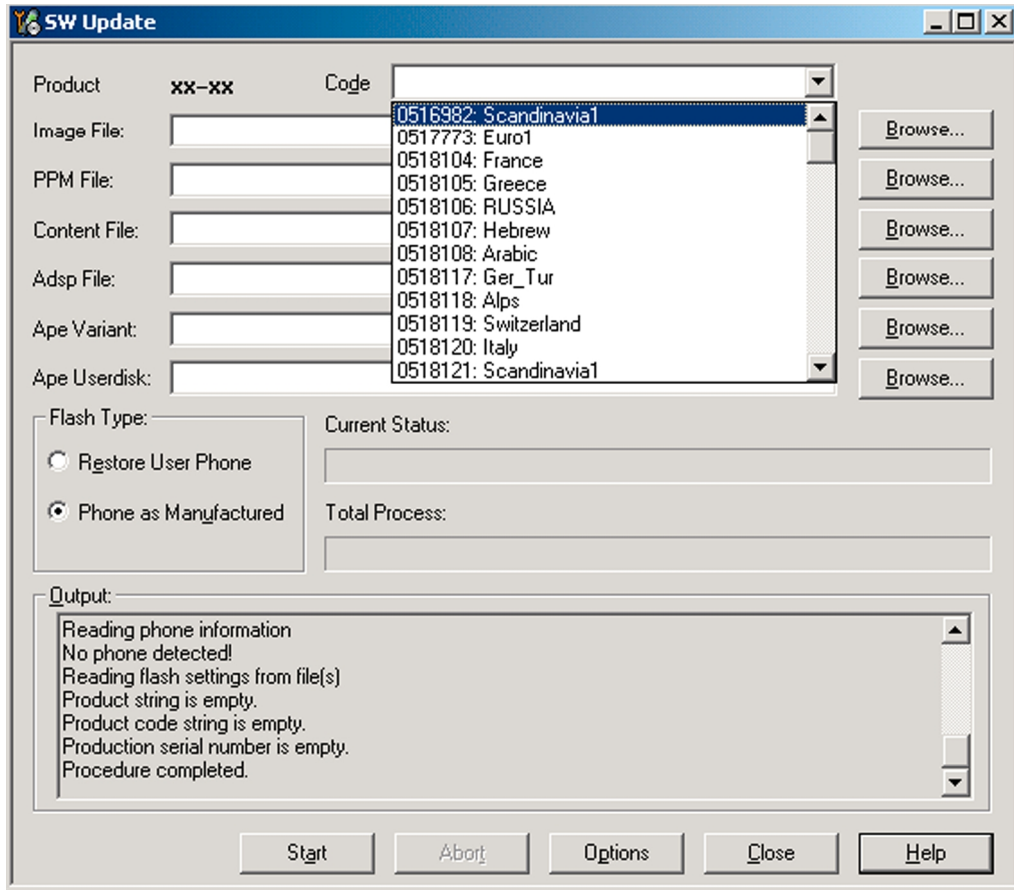 SW Update
Product xx-xx Code
0516982: Scandinavia1
0517773: Euro1
0518104: France
0518105: Greece
0518106: RUSSIA
0518107: Hebrew
0518108: Arabic
0518117: Ger_Tur
0518118: Alps
0518119: Switzerland
0518120: Italy
0518121: Scandinavia1
Image File: Browse...
PPM File: Browse...
Content File: Browse...
Adsp File: Browse...
Ape Variant: Browse...
Ape Userdisk: Browse...
Flash Type:
Restore User Phone
Phone as Manufactured
Current Status:
Total Process:
Output:
Reading phone information
No phone detected!
Reading flash settings from file(s)
Product string is empty.
Product code string is empty.
Production serial number is empty.
Procedure completed.
Start Abort Options Close Help